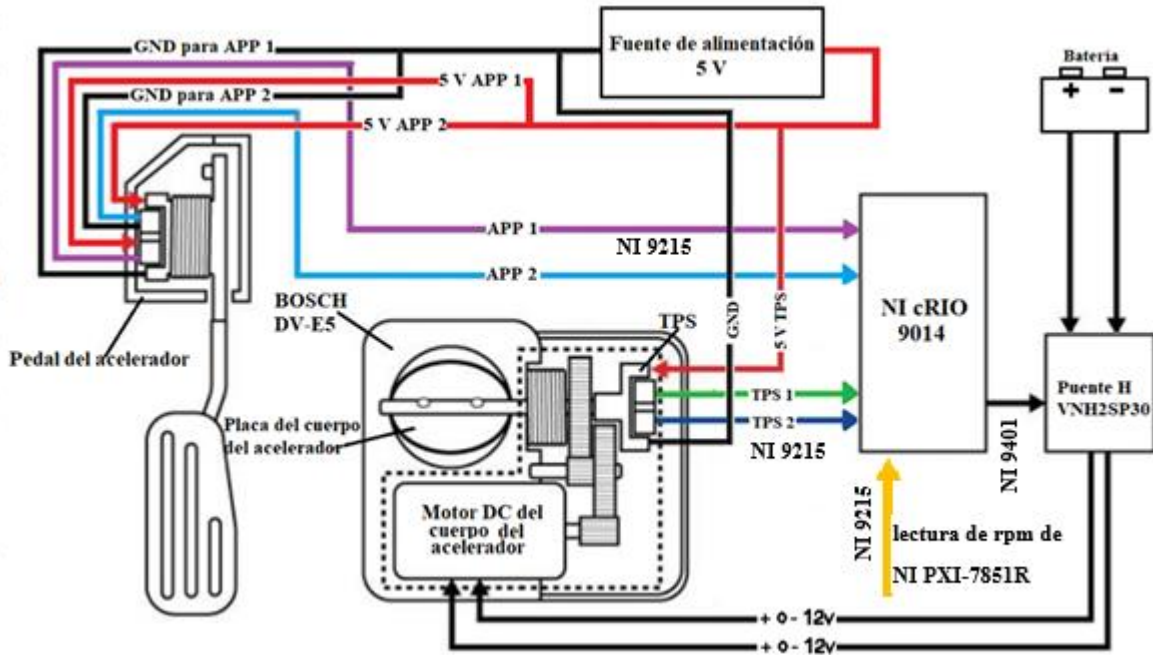 GND para APP 1
5 V APP 1
GND para APP 2
5 V APP 2
Fuente de alimentación
5 V
Batería
+ -
APP 1
NI 9215
APP 2
NI cRIO
9014
BOSCH
DV-E5
TPS
GND
5 V TPS
Pedal del acelerador
Puente H
VNH2SP30
TPS 1
TPS 2
NI 9215
NI 9401
Placa del cuerpo
del acelerador
NI 9215
lectura de rpm de
NI PXI-7851R
Motor DC del
cuerpo del
acelerador
+ o - 12v
+ o - 12v